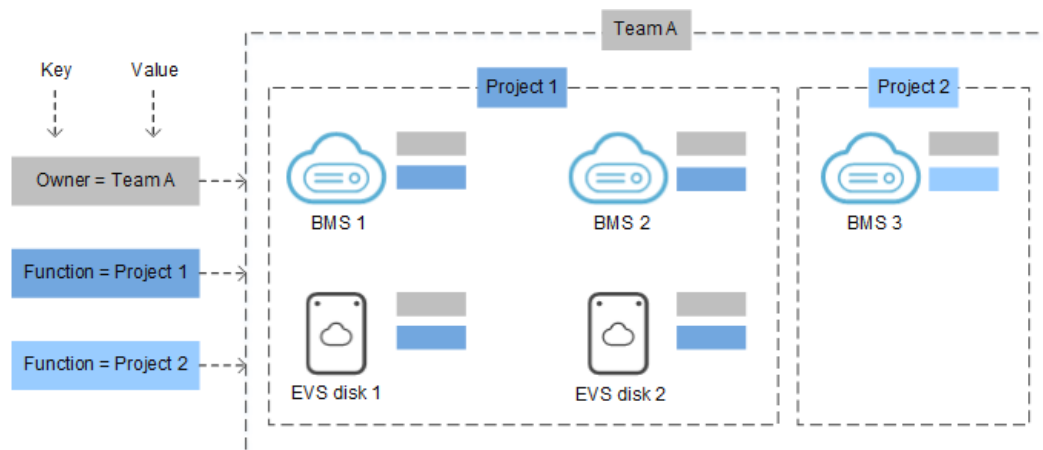 Team A
Key
Value
Project 1
Project 2
Owner = Team A
BMS 1
BMS 2
BMS 3
Function = Project 1
Function = Project 2
EVS disk 1
EVS disk 2